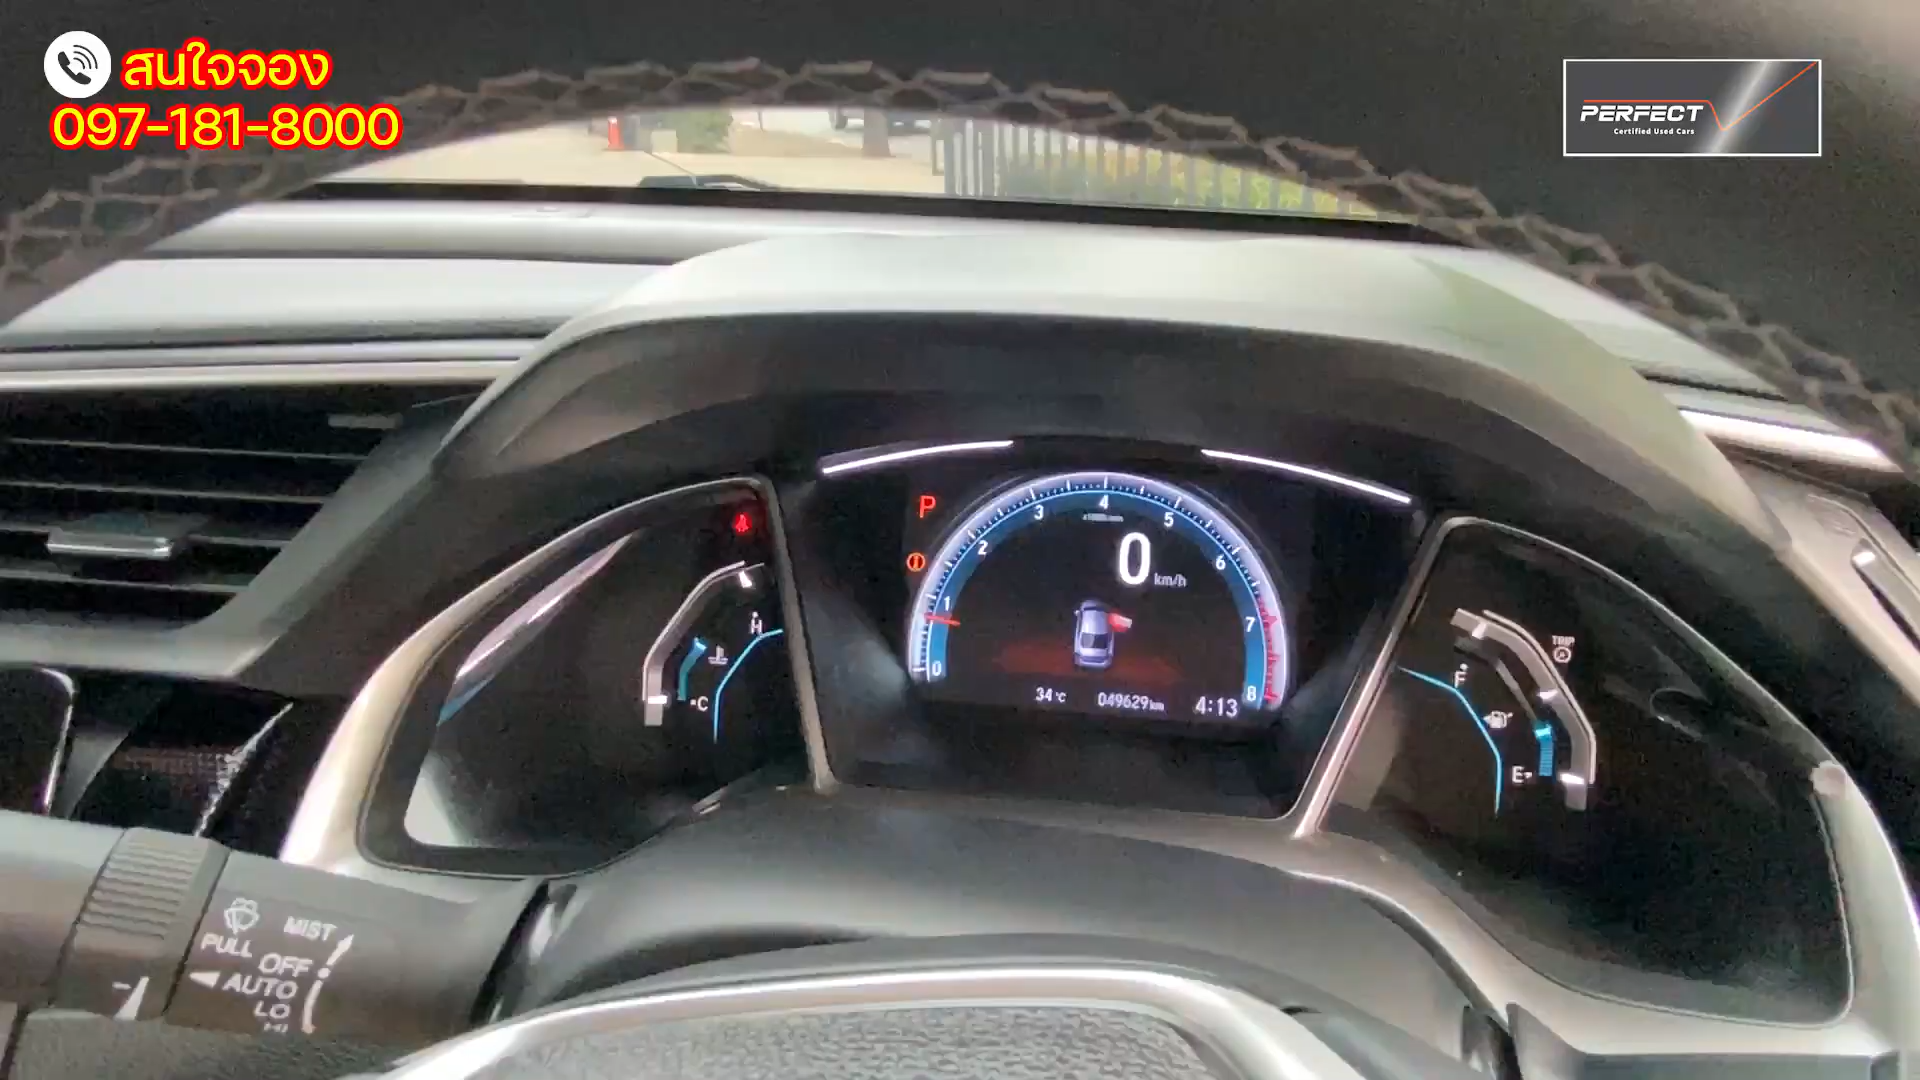 สนใจจอง
097-181-8000
PERFECT
Certified Used Cars
P
0 1 2 3 4 5 6 7 8
0 km/h
H
C
TRIP
F
E
34°C 049629km 4:13
MIST
PULL OFF
AUTO
LO
HI